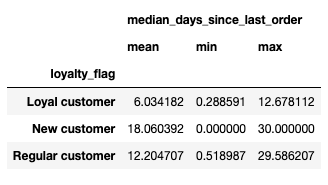 median_days_since_last_order
mean min max
loyalty_flag
Loyal customer 6.034182 0.288591 12.678112
New customer 18.060392 0.000000 30.000000
Regular customer 12.204707 0.518987 29.586207